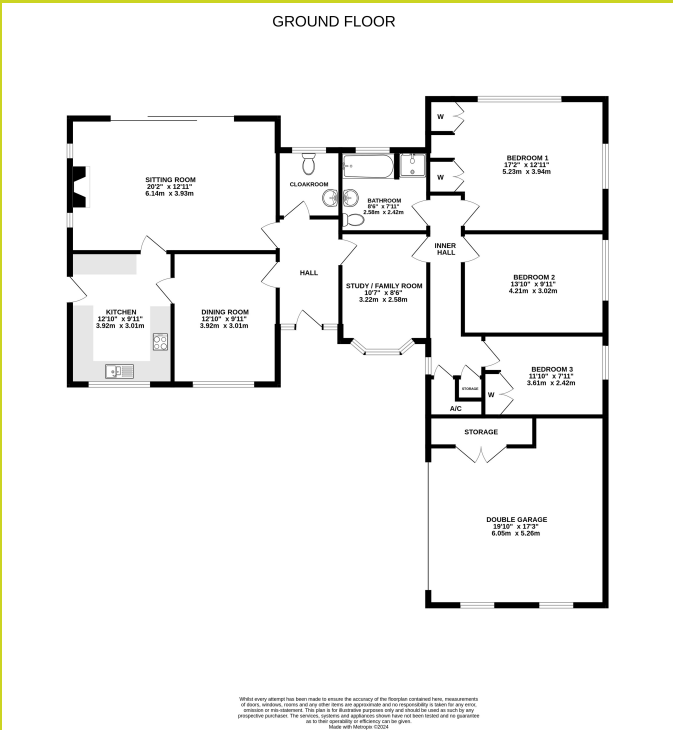 GROUND FLOOR
W
BEDROOM 1
17'2" x 12'11"
5.23m x 3.94m
W
SITTING ROOM
20'2" x 12'11"
6.14m x 3.93m
CLOAKROOM
BATHROOM
8'6" x 7'11"
2.58m x 2.42m
INNER
HALL
HALL
BEDROOM 2
13'10" x 9'11"
4.21m x 3.02m
STUDY / FAMILY ROOM
10'7" x 8'6"
3.22m x 2.58m
KITCHEN
12'10" x 9'11"
3.92m x 3.01m
DINING ROOM
12'10" x 9'11"
3.92m x 3.01m
BEDROOM 3
11'10" x 7'11"
3.61m x 2.42m
STORAGE
W
A/C
STORAGE
DOUBLE GARAGE
19'10" x 17'3"
6.05m x 5.26m
Whilst every attempt has been made to ensure the accuracy of the floorplan contained here, measurements
of doors, windows, rooms and any other items are approximate and no responsibility is taken for any error,
omission or mis-statement. This plan is for illustrative purposes only and should be used as such by any
prospective purchaser. The services, systems and appliances shown have not been tested and no guarantee
as to their operability or efficiency can be given.
Made with Metropix ©2024